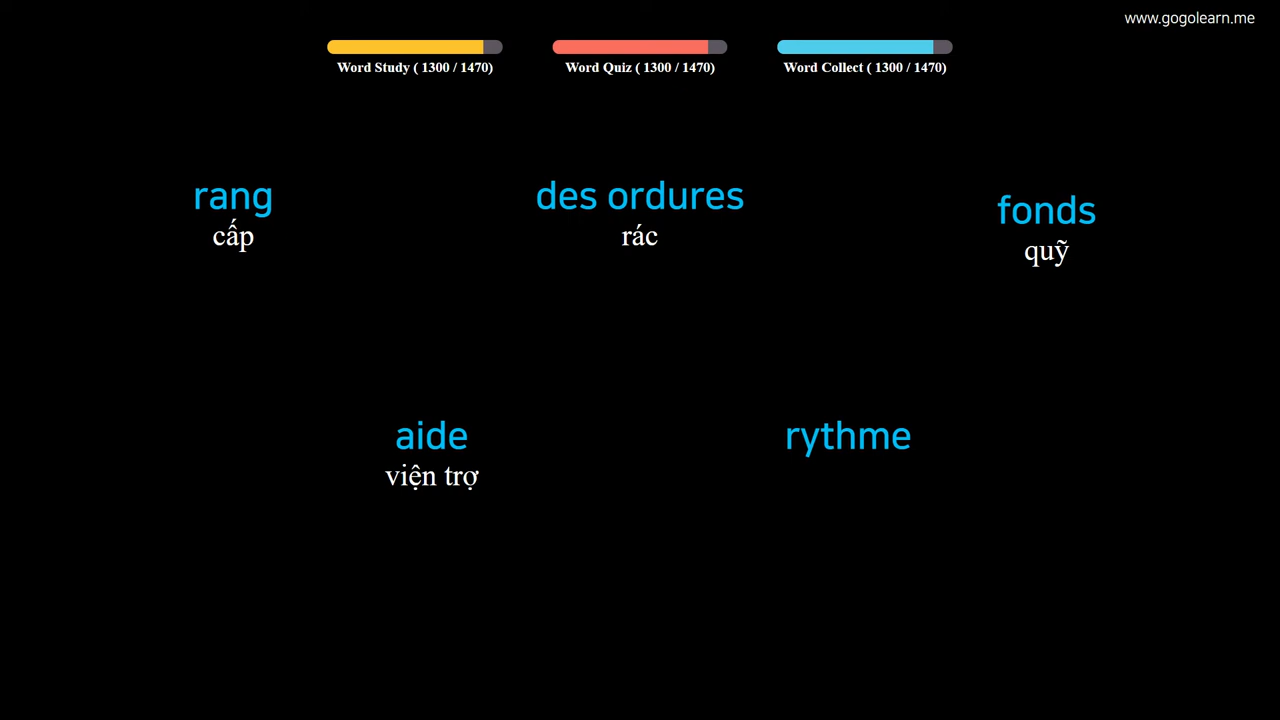 www.gogolearn.me
Word Study ( 1300 / 1470)
Word Quiz ( 1300 / 1470)
Word Collect ( 1300 / 1470)
rang
cấp
des ordures
rác
fonds
quỹ
aide
viện trợ
rythme